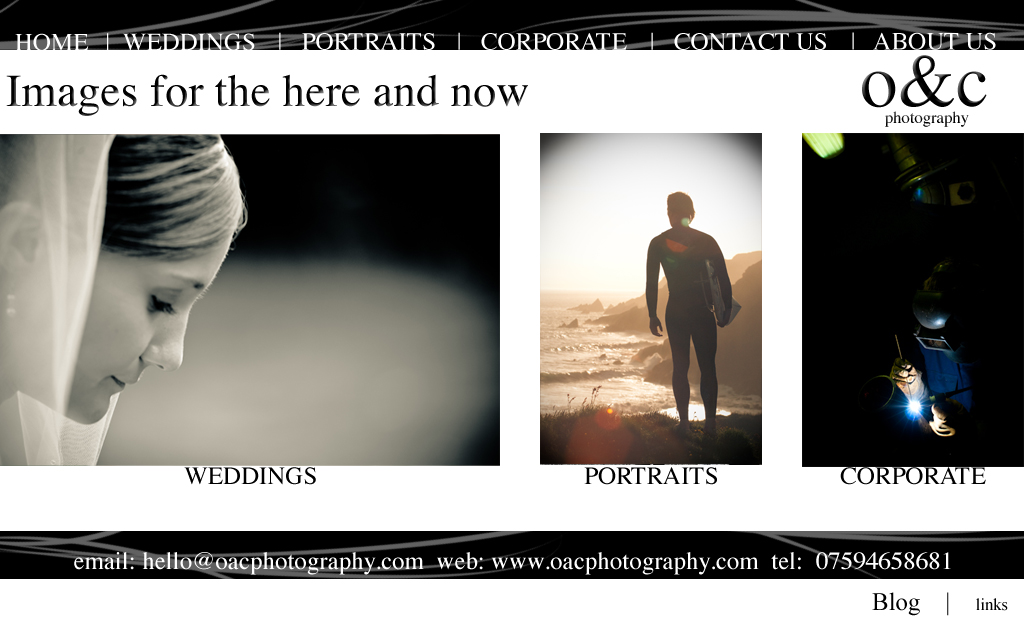 HOME | WEDDINGS | PORTRAITS | CORPORATE | CONTACT US | ABOUT US
Images for the here and now
o&c
photography
WEDDINGS
PORTRAITS
CORPORATE
email: hello@oacphotography.com web: www.oacphotography.com tel: 07594658681
Blog | links